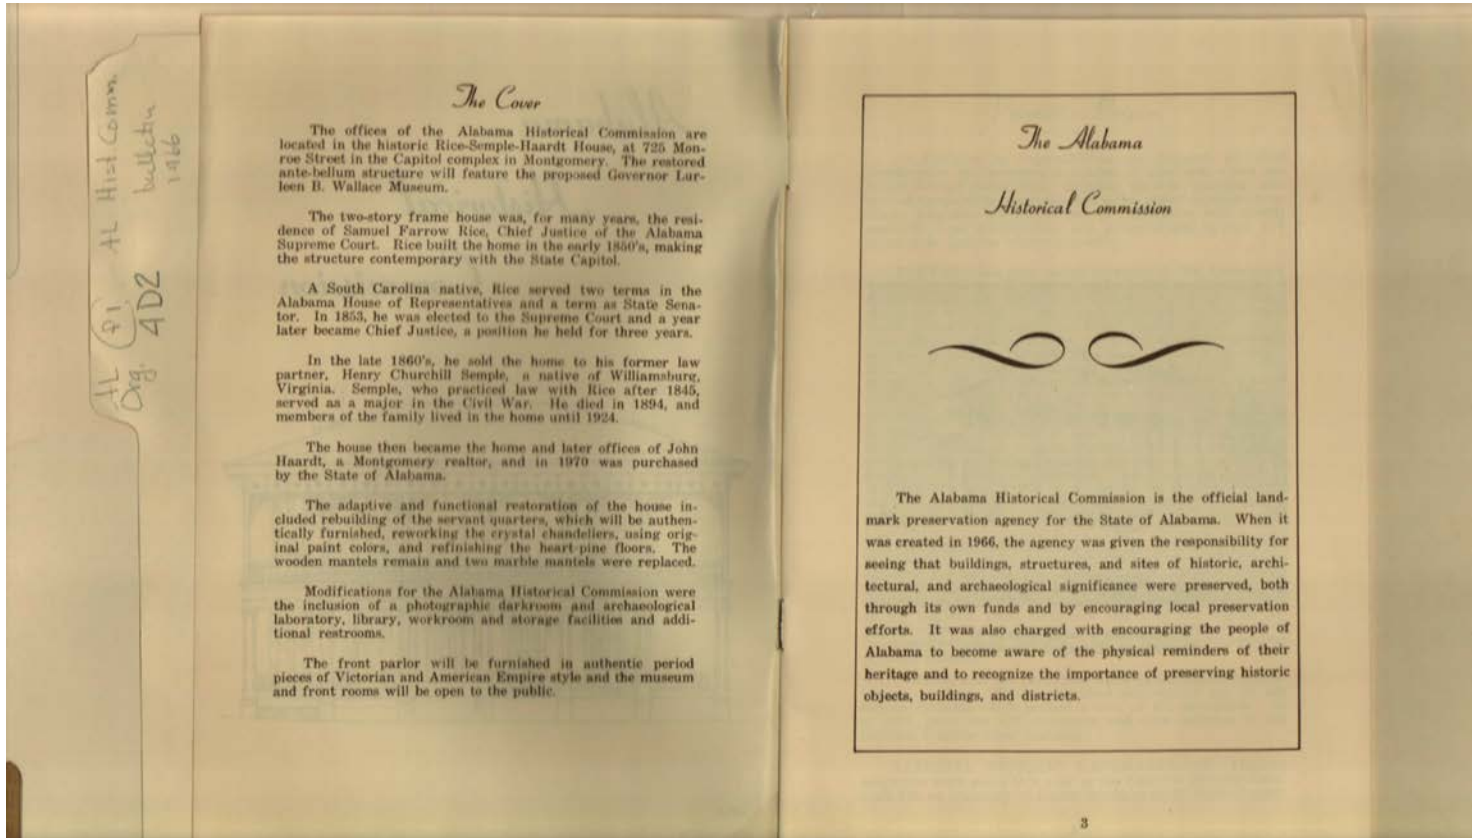 AL Hist Comm.
bulletin
1966
AL
Org.
4D2
The Cover
The offices of the Alabama Historical Commission are
located in the historic Rice-Semple-Haardt House, at 725 Mon-
roe Street in the Capitol complex in Montgomery. The restored
ante-bellum structure will feature the proposed Governor Lur-
leen B. Wallace Museum.
The two-story frame house was, for many years, the resi-
dence of Samuel Farrow Rice, Chief Justice of the Alabama
Supreme Court. Rice built the home in the early 1850's, making
the structure contemporary with the State Capitol.
A South Carolina native, Rice served two terms in the
Alabama House of Representatives and a term as State Sena-
tor. In 1853, he was elected to the Supreme Court and a year
later became Chief Justice, a position he held for three years.
In the late 1860's, he sold the home to his former law
partner, Henry Churchill Semple, a native of Williamsburg,
Virginia. Semple, who practiced law with Rice after 1845,
served as a major in the Civil War. He died in 1894, and
members of the family lived in the home until 1924.
The house then became the home and later offices of John
Haardt, a Montgomery realtor, and in 1970 was purchased
by the State of Alabama.
The adaptive and functional restoration of the house in-
cluded rebuilding of the servant quarters, which will be authen-
tically furnished, reworking the crystal chandeliers, using orig-
inal paint colors, and refinishing the heart-pine floors. The
wooden mantels remain and two marble mantels were replaced.
Modifications for the Alabama Historical Commission were
the inclusion of a photographic darkroom and archaeological
laboratory, library, workroom and storage facilities and addi-
tional restrooms.
The front parlor will be furnished in authentic period
pieces of Victorian and American Empire style and the museum
and front rooms will be open to the public.
The Alabama
Historical Commission
The Alabama Historical Commission is the official land-
mark preservation agency for the State of Alabama. When it
was created in 1966, the agency was given the responsibility for
seeing that buildings, structures, and sites of historic, archi-
tectural, and archaeological significance were preserved, both
through its own funds and by encouraging local preservation
efforts. It was also charged with encouraging the people of
Alabama to become aware of the physical reminders of their
heritage and to recognize the importance of preserving historic
objects, buildings, and districts.
3